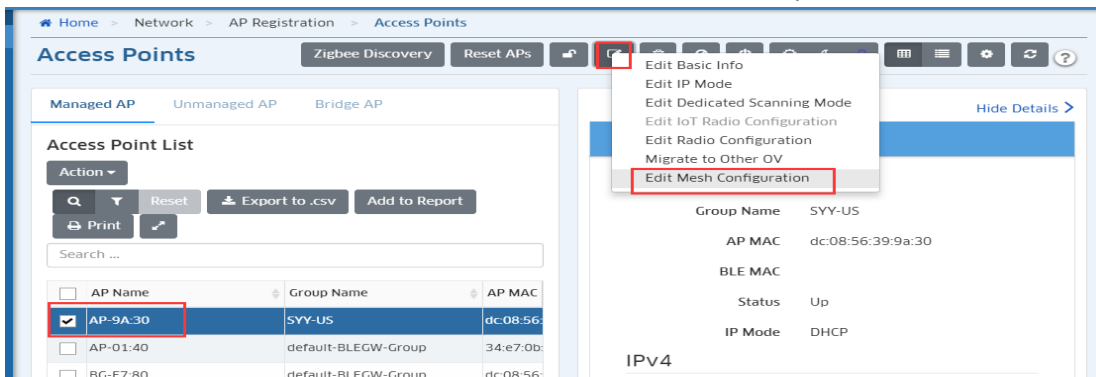 Home > Network > AP Registration > Access Points
Access Points
Zigbee Discovery
Reset APs
?
Edit Basic Info
Edit IP Mode
Edit Dedicated Scanning Mode
Edit IoT Radio Configuration
Edit Radio Configuration
Migrate to Other OV
Edit Mesh Configuration
Managed AP Unmanaged AP Bridge AP
Hide Details >
Access Point List
Action
Reset Export to .csv Add to Report
Print
Search ...
AP Name Group Name AP MAC
AP-9A:30 SYY-US dc:08:56:
AP-01:40 default-BLEGW-Group 34:e7:0b:
BG-E7:80 default-BLEGW-Group dc:08:56:
Group Name SYY-US
AP MAC dc:08:56:39:9a:30
BLE MAC
Status Up
IP Mode DHCP
IPv4